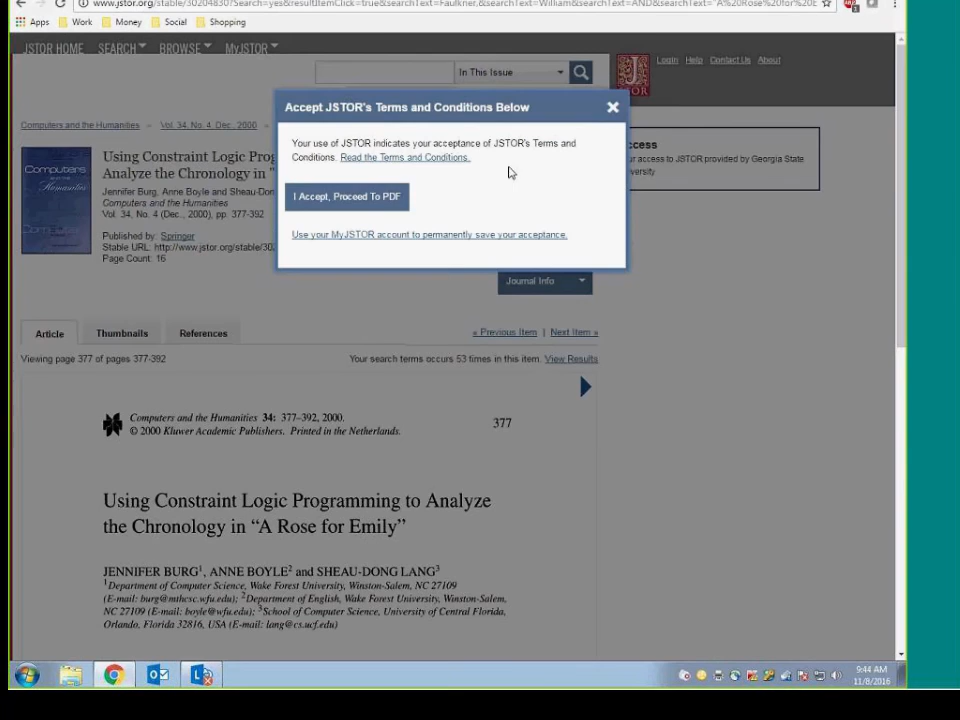 www.jstor.org/stable/30204830?Search=yes&resultItemClick=true&searchText=Faulkner,&searchText=William&searchText=AND&searchText="A%20Rose%20for%20E
Apps Work Money Social Shopping
JSTOR HOME SEARCH BROWSE MyJSTOR
In This Issue
JSTOR
Login Help Contact Us About
Accept JSTOR's Terms and Conditions Below
Your use of JSTOR indicates your acceptance of JSTOR's Terms and
Conditions. Read the Terms and Conditions.
I Accept, Proceed To PDF
Use your MyJSTOR account to permanently save your acceptance.
Computers and the Humanities – Vol. 34, No. 4, Dec., 2000 –
Computers
and the
Humanities
Using Constraint Logic Prog
Analyze the Chronology in "
Jennifer Burg, Anne Boyle and Sheau-Don
Computers and the Humanities
Vol. 34, No. 4 (Dec., 2000), pp. 377-392
Published by: Springer
Stable URL: http://www.jstor.org/stable/30
Page Count: 16
ccess
ur access to JSTOR provided by Georgia State
versity
Journal Info
Article Thumbnails References
« Previous Item | Next Item »
Viewing page 377 of pages 377-392
Your search terms occurs 53 times in this item. View Results
Computers and the Humanities 34: 377–392, 2000.
© 2000 Kluwer Academic Publishers. Printed in the Netherlands.
377
Using Constraint Logic Programming to Analyze
the Chronology in “A Rose for Emily”
JENNIFER BURG1, ANNE BOYLE2 and SHEAU-DONG LANG3
1Department of Computer Science, Wake Forest University, Winston-Salem, NC 27109
(E-mail: burg@mthcsc.wfu.edu); 2Department of English, Wake Forest University, Winston-Salem,
NC 27109 (E-mail: boyle@wfu.edu); 3School of Computer Science, University of Central Florida,
Orlando, Florida 32816, USA (E-mail: lang@cs.ucf.edu)
9:44 AM
11/8/2016